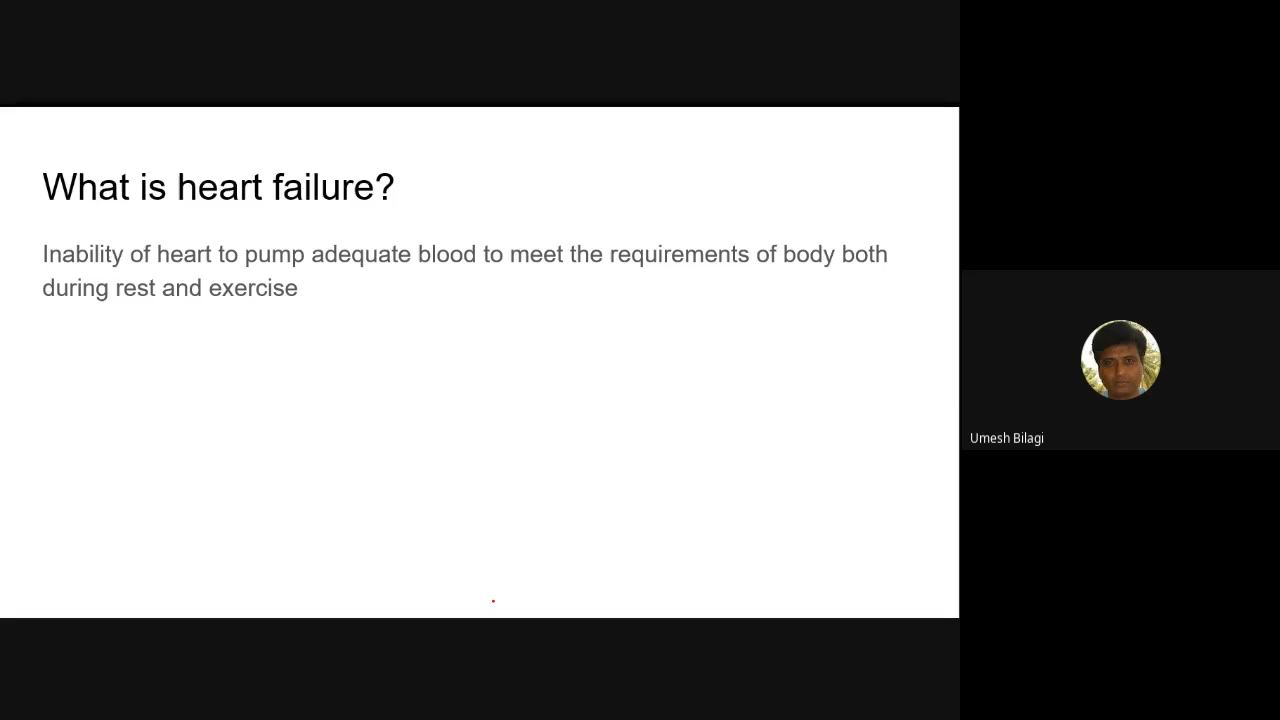 What is heart failure?
Inability of heart to pump adequate blood to meet the requirements of body both
during rest and exercise
Umesh Bilagi